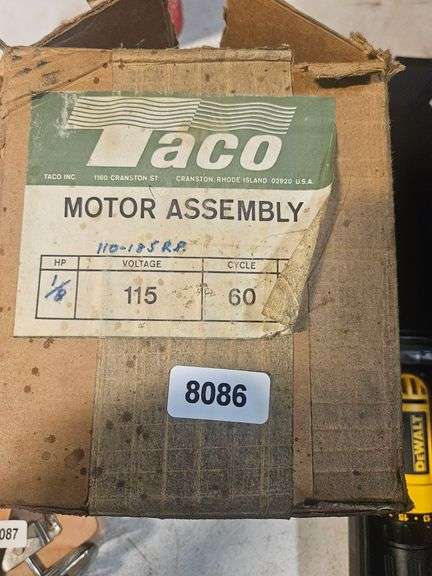 Taco
TACO INC. 1160 CRANSTON ST. CRANSTON, RHODE ISLAND 02920 U.S.A.
MOTOR ASSEMBLY
110-185 R.P.
HP VOLTAGE CYCLE
1/8 115 60
8086
DEWALT
087